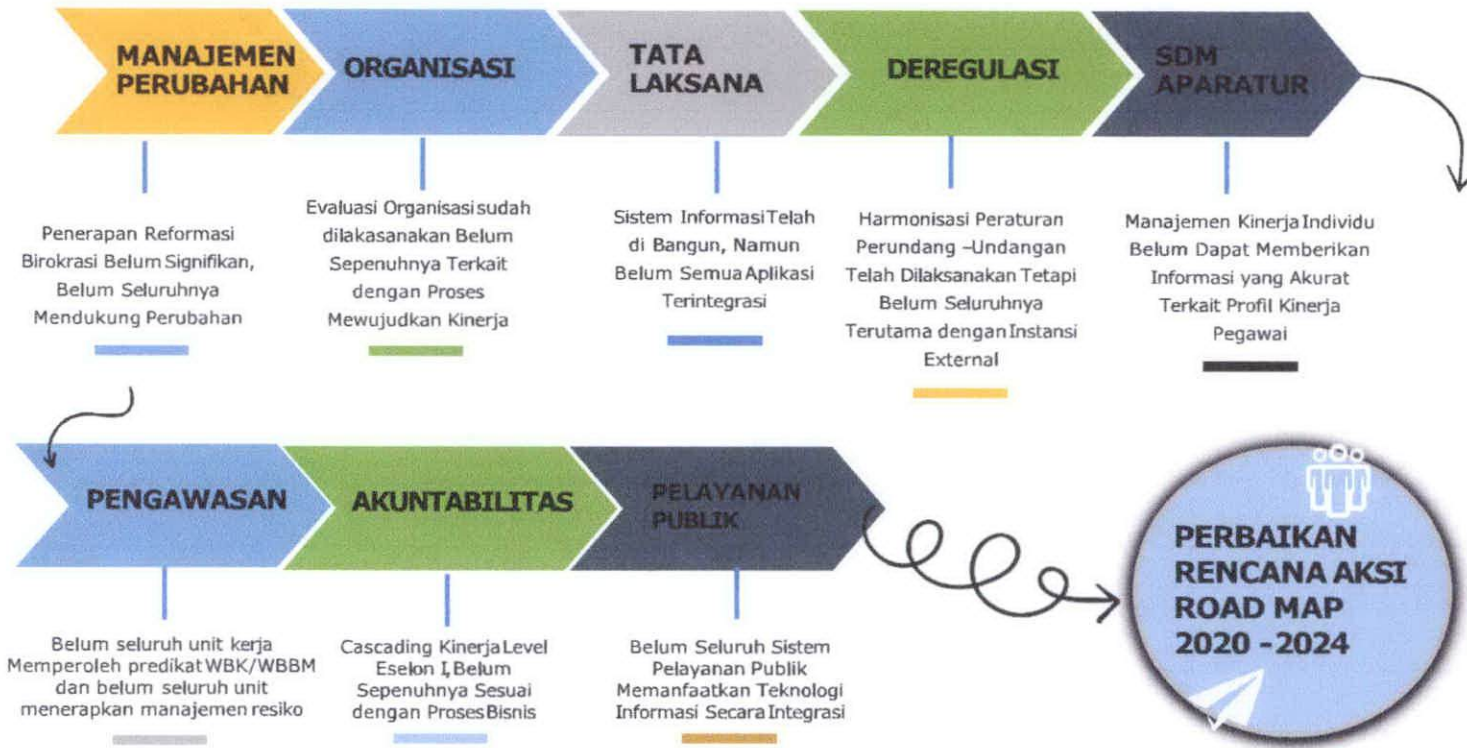 MANAJEMEN
PERUBAHAN
ORGANISASI
TATA
LAKSANA
DEREGULASI
SDM
APARATUR
Penerapan Reformasi
Birokrasi Belum Signifikan,
Belum Seluruhnya
Mendukung Perubahan
Evaluasi Organisasi sudah
dilakasanakan Belum
Sepenuhnya Terkait
dengan Proses
Mewujudkan Kinerja
Sistem Informasi Telah
di Bangun, Namun
Belum Semua Aplikasi
Terintegrasi
Harmonisasi Peraturan
Perundang –Undangan
Telah Dilaksanakan Tetapi
Belum Seluruhnya
Terutama dengan Instansi
External
Manajemen Kinerja Individu
Belum Dapat Memberikan
Informasi yang Akurat
Terkait Profil Kinerja
Pegawai
PENGAWASAN
AKUNTABILITAS
PELAYANAN
PUBLIK
Belum seluruh unit kerja
Memperoleh predikat WBK/WBBM
dan belum seluruh unit
menerapkan manajemen resiko
Cascading Kinerja Level
Eselon I, Belum
Sepenuhnya Sesuai
dengan Proses Bisnis
Belum Seluruh Sistem
Pelayanan Publik
Memanfaatkan Teknologi
Informasi Secara Integrasi
PERBAIKAN
RENCANA AKSI
ROAD MAP
2020 -2024